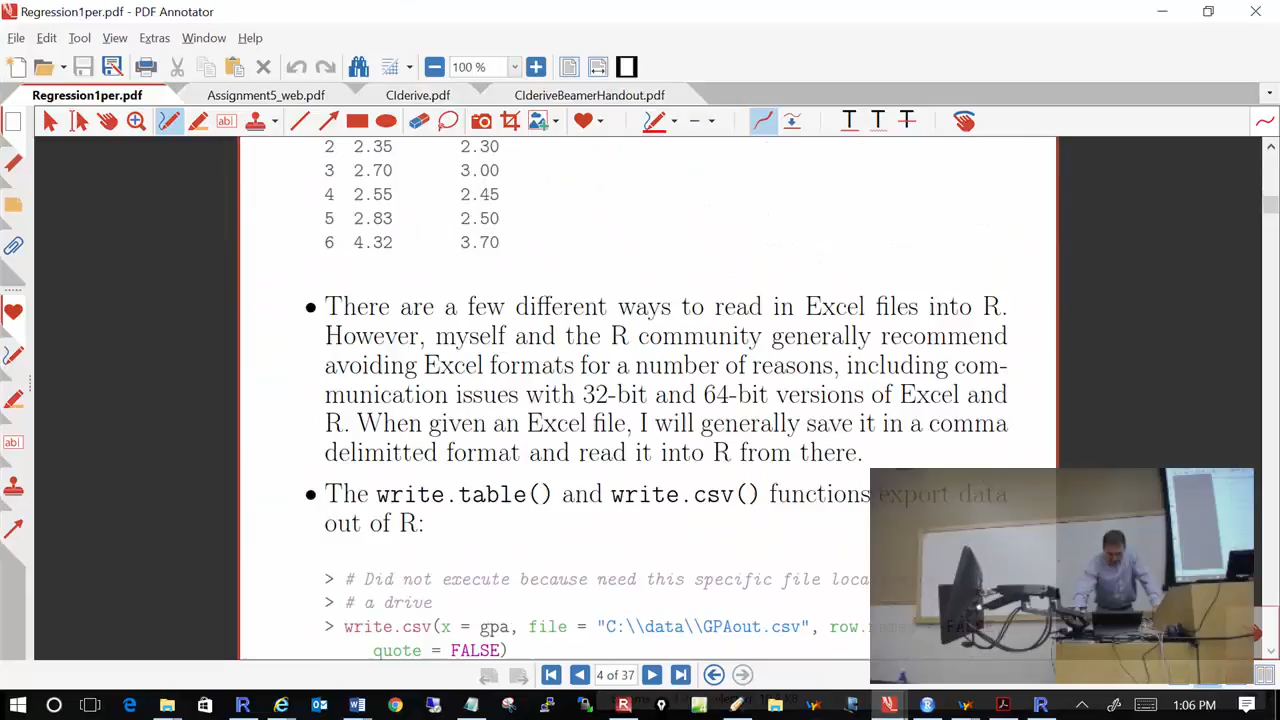 Regression1per.pdf - PDF Annotator
File Edit Tool View Extras Window Help
100 %
Regression1per.pdf Assignment5_web.pdf CIderive.pdf CIderiveBeamerHandout.pdf
2 2.35 2.30
3 2.70 3.00
4 2.55 2.45
5 2.83 2.50
6 4.32 3.70
• There are a few different ways to read in Excel files into R.
However, myself and the R community generally recommend
avoiding Excel formats for a number of reasons, including com-
munication issues with 32-bit and 64-bit versions of Excel and
R. When given an Excel file, I will generally save it in a comma
delimitted format and read it into R from there.
• The write.table() and write.csv() functions export data
out of R:
> # Did not execute because need this specific file loca
> # a drive
> write.csv(x = gpa, file = "C:\\data\\GPAout.csv", row.
quote = FALSE)
4 of 37
1:06 PM